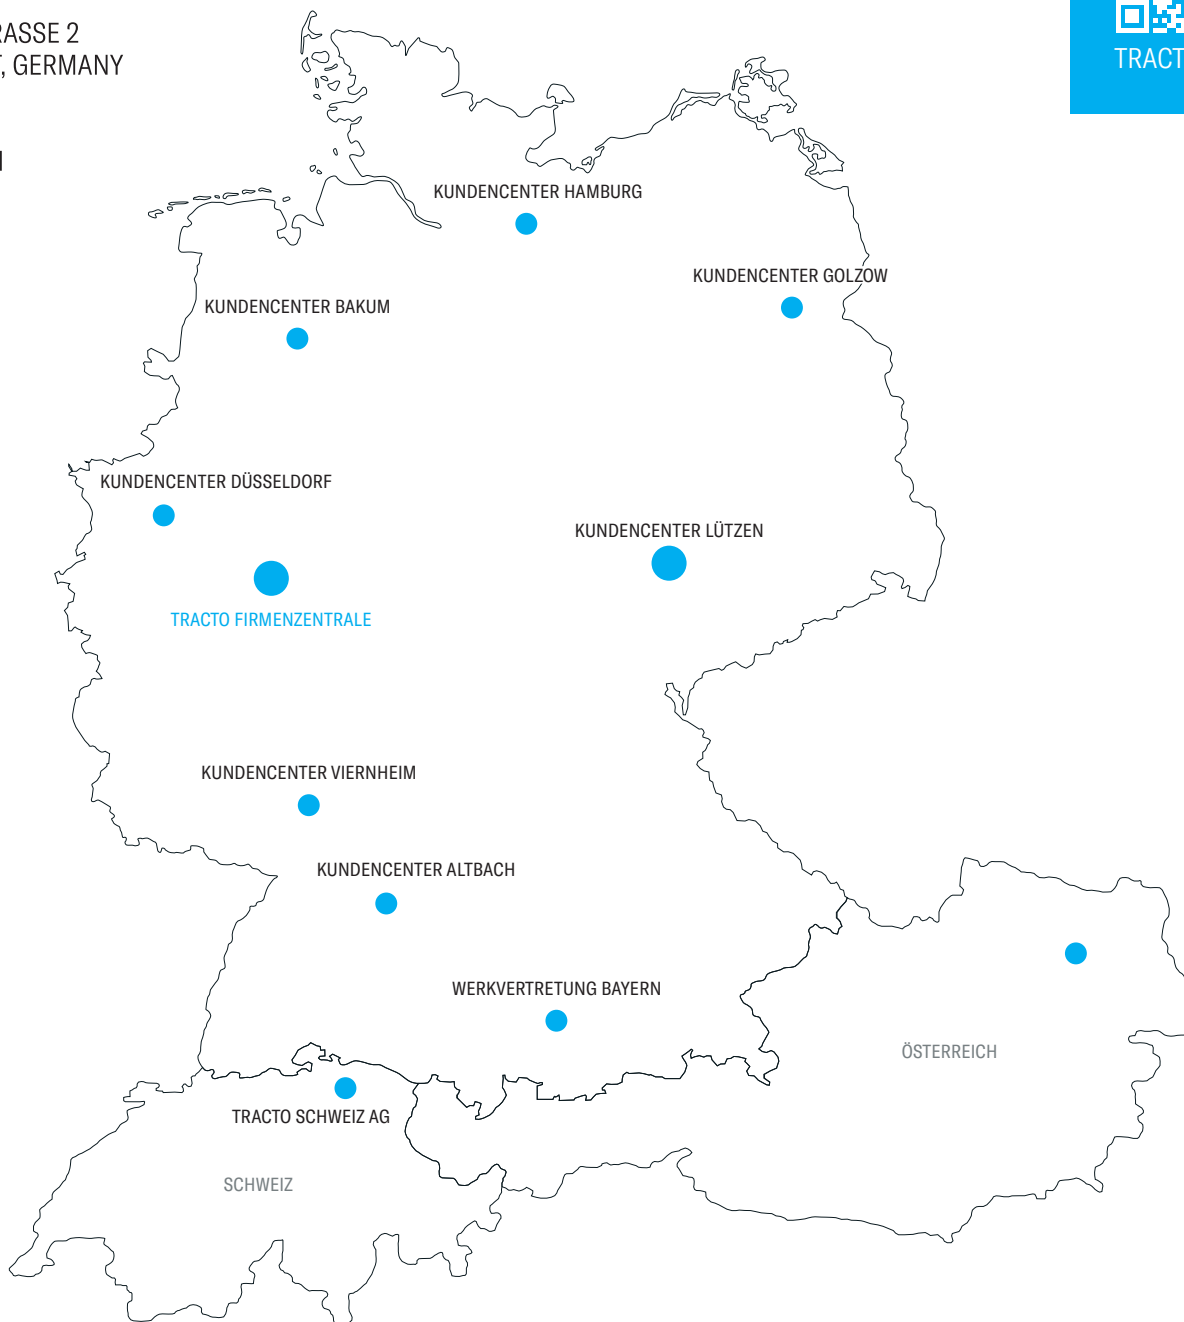 RASSE 2
, GERMANY
TRACT
KUNDENCENTER HAMBURG
KUNDENCENTER GOLZOW
KUNDENCENTER BAKUM
KUNDENCENTER DÜSSELDORF
KUNDENCENTER LÜTZEN
TRACTO FIRMENZENTRALE
KUNDENCENTER VIERNHEIM
KUNDENCENTER ALTBACH
WERKVERTRETUNG BAYERN
ÖSTERREICH
TRACTO SCHWEIZ AG
SCHWEIZ